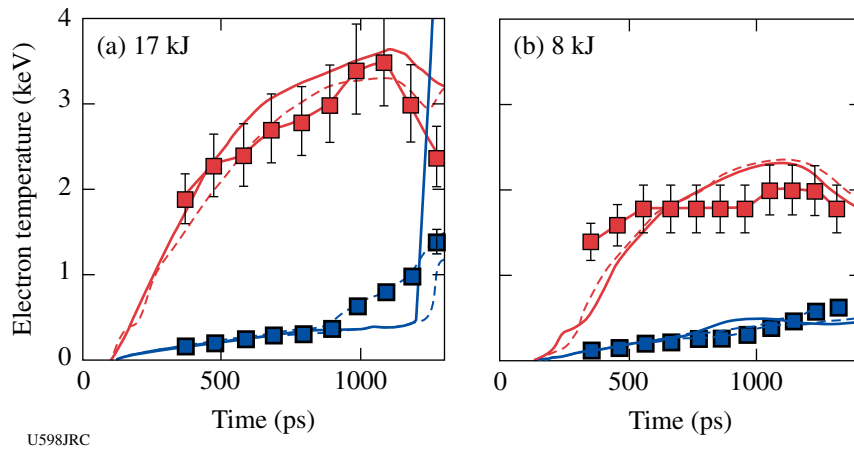 (a) 17 kJ
(b) 8 kJ
Electron temperature (keV)
4
3
2
1
0
0
500
1000
0
500
1000
Time (ps)
Time (ps)
U598JRC